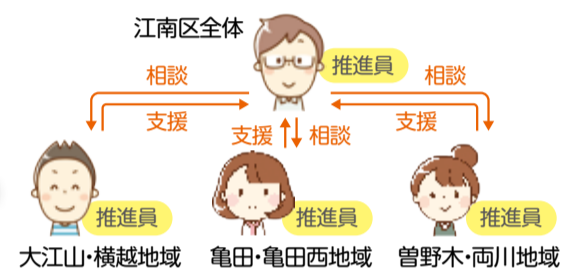 江南区全体
推進員
相談
相談
支援
支援
支援
相談
推進員
推進員
推進員
大江山・横越地域
亀田・亀田西地域
曽野木・両川地域